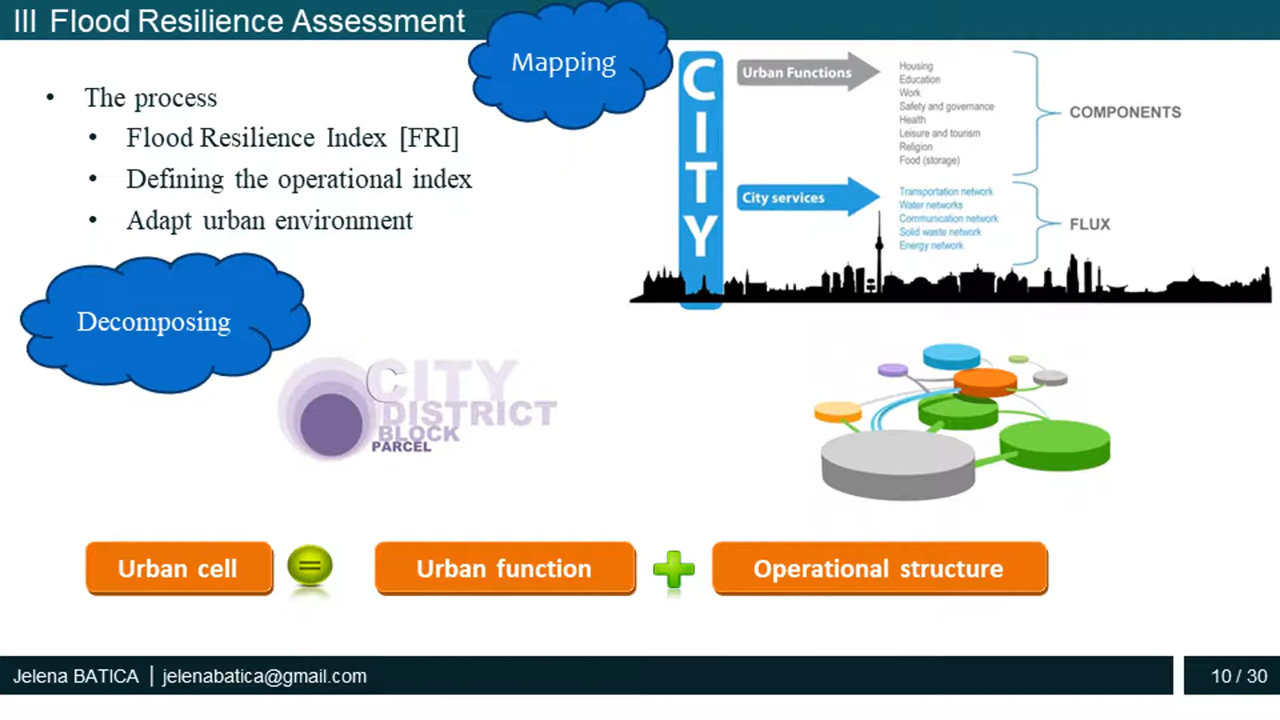 III Flood Resilience Assessment
Mapping
• The process
• Flood Resilience Index [FRI]
• Defining the operational index
• Adapt urban environment
Decomposing
CITY
Urban Functions
Housing
Education
Work
Safety and governance
Health
Leisure and tourism
Religion
Food (storage)
COMPONENTS
City services
Transportation network
Water networks
Communication network
Solid waste network
Energy network
FLUX
CITY
DISTRICT
BLOCK
PARCEL
Urban cell = Urban function + Operational structure
Jelena BATICA | jelenabatica@gmail.com
10 / 30